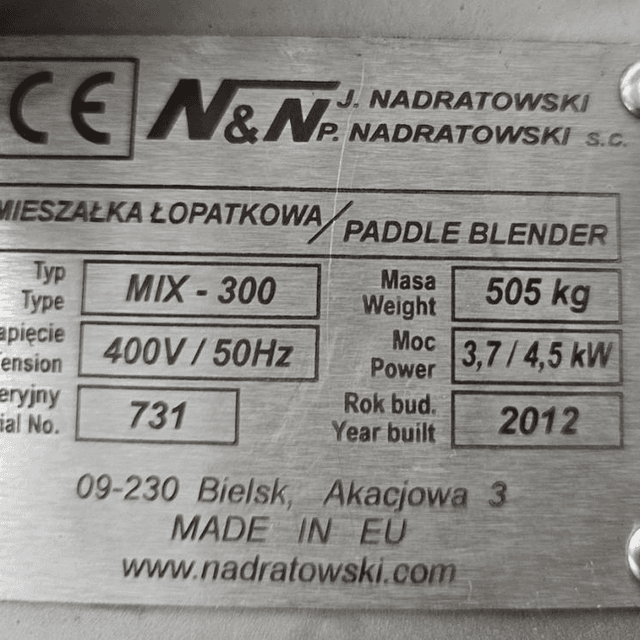 CE N&N J. NADRATOWSKI
P. NADRATOWSKI s.c.
MIESZAŁKA ŁOPATKOWA / PADDLE BLENDER
Typ
Type MIX - 300
Masa
Weight 505 kg
apięcie
ension 400V / 50Hz
Moc
Power 3,7 / 4,5 kW
eryjny
ial No. 731
Rok bud.
Year built 2012
09-230 Bielsk, Akacjowa 3
MADE IN EU
www.nadratowski.com